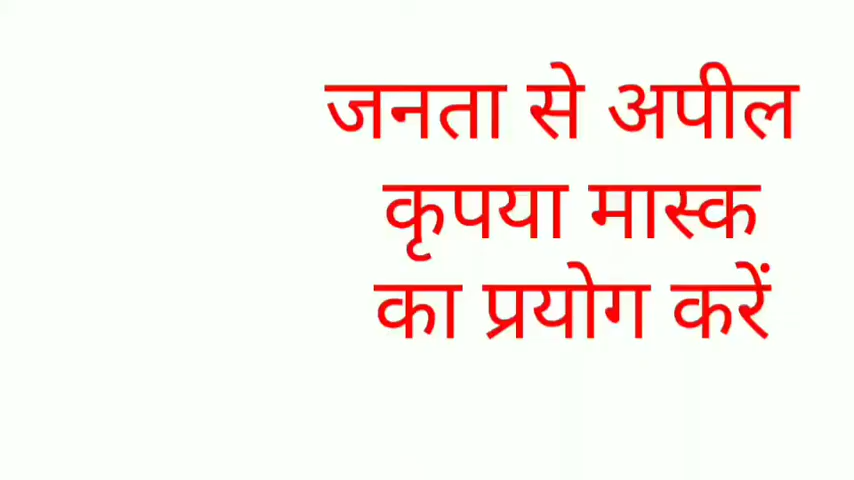 जनता से अपील
कृपया मास्क
का प्रयोग करें